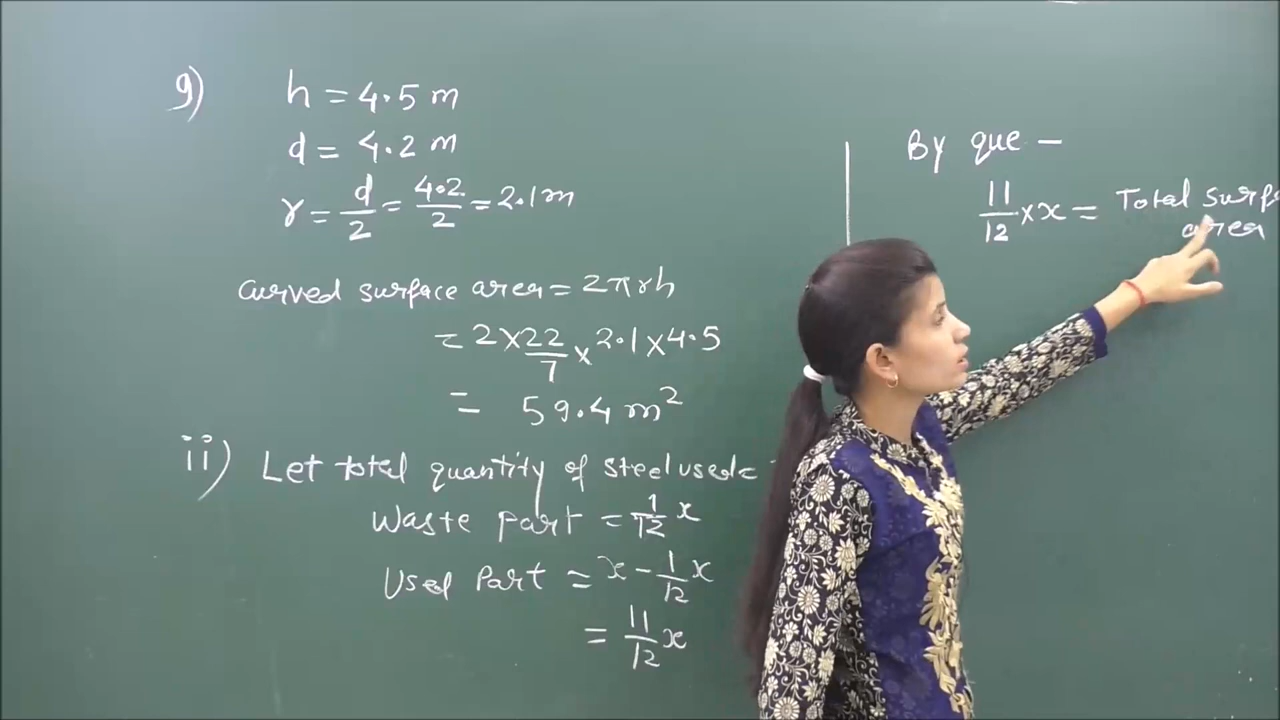 9) h = 4.5 m
d = 4.2 m
r = d/2 = 4.2/2 = 2.1 m
curved surface area = 2πrh
= 2 × 22/7 × 2.1 × 4.5
= 59.4 m²
ii) Let total quantity of steel used =
Waste part = 1/12 x
Used Part = x - 1/12 x
= 11/12 x
By que -
11/12 × x = Total surf
area